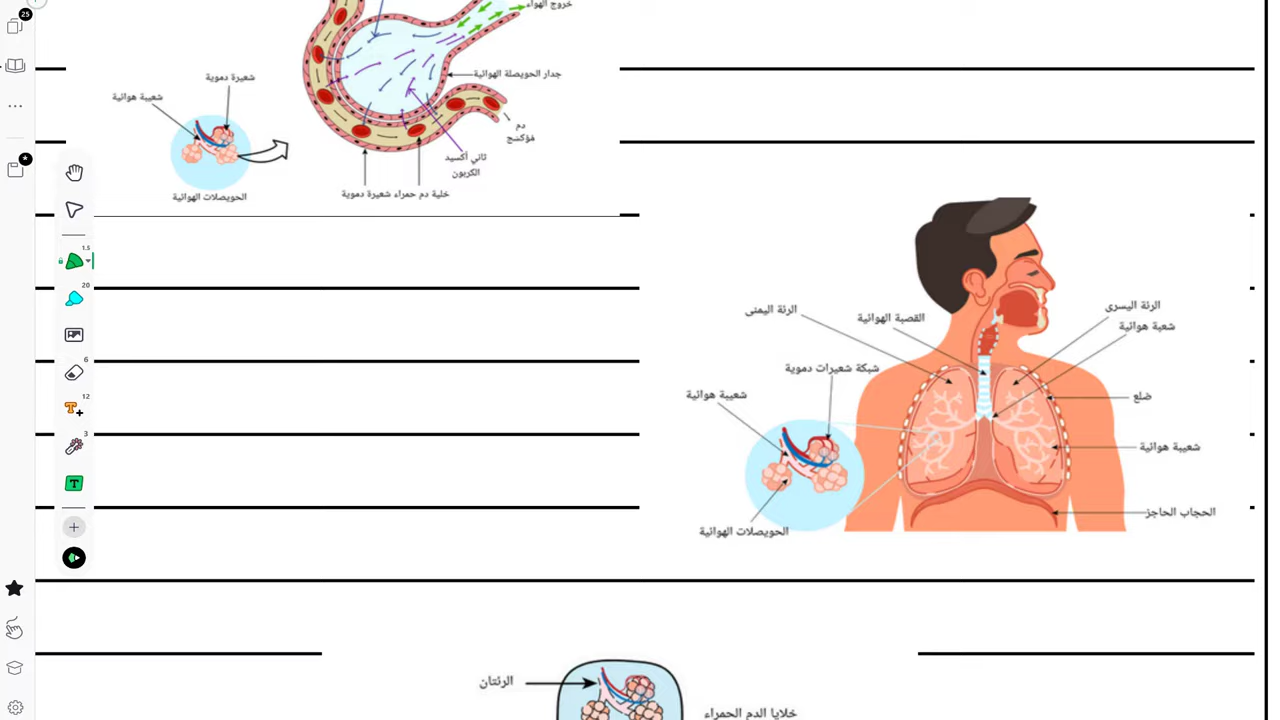 خروج الهواء
جدار الحويصلة الهوائية
شعيرة دموية
شعيبة هوائية
دم
مؤكسج
ثاني أكسيد
الكربون
خلية دم حمراء شعيرة دموية
الحويصلات الهوائية
الرئة اليسرى
الرئة اليمنى
القصبة الهوائية
شعبة هوائية
شبكة شعيرات دموية
شعيبة هوائية
ضلع
شعيبة هوائية
الحجاب الحاجز
الحويصلات الهوائية
الرئتان
خلايا الدم الحمراء
25
1.5
20
6
12
3
T